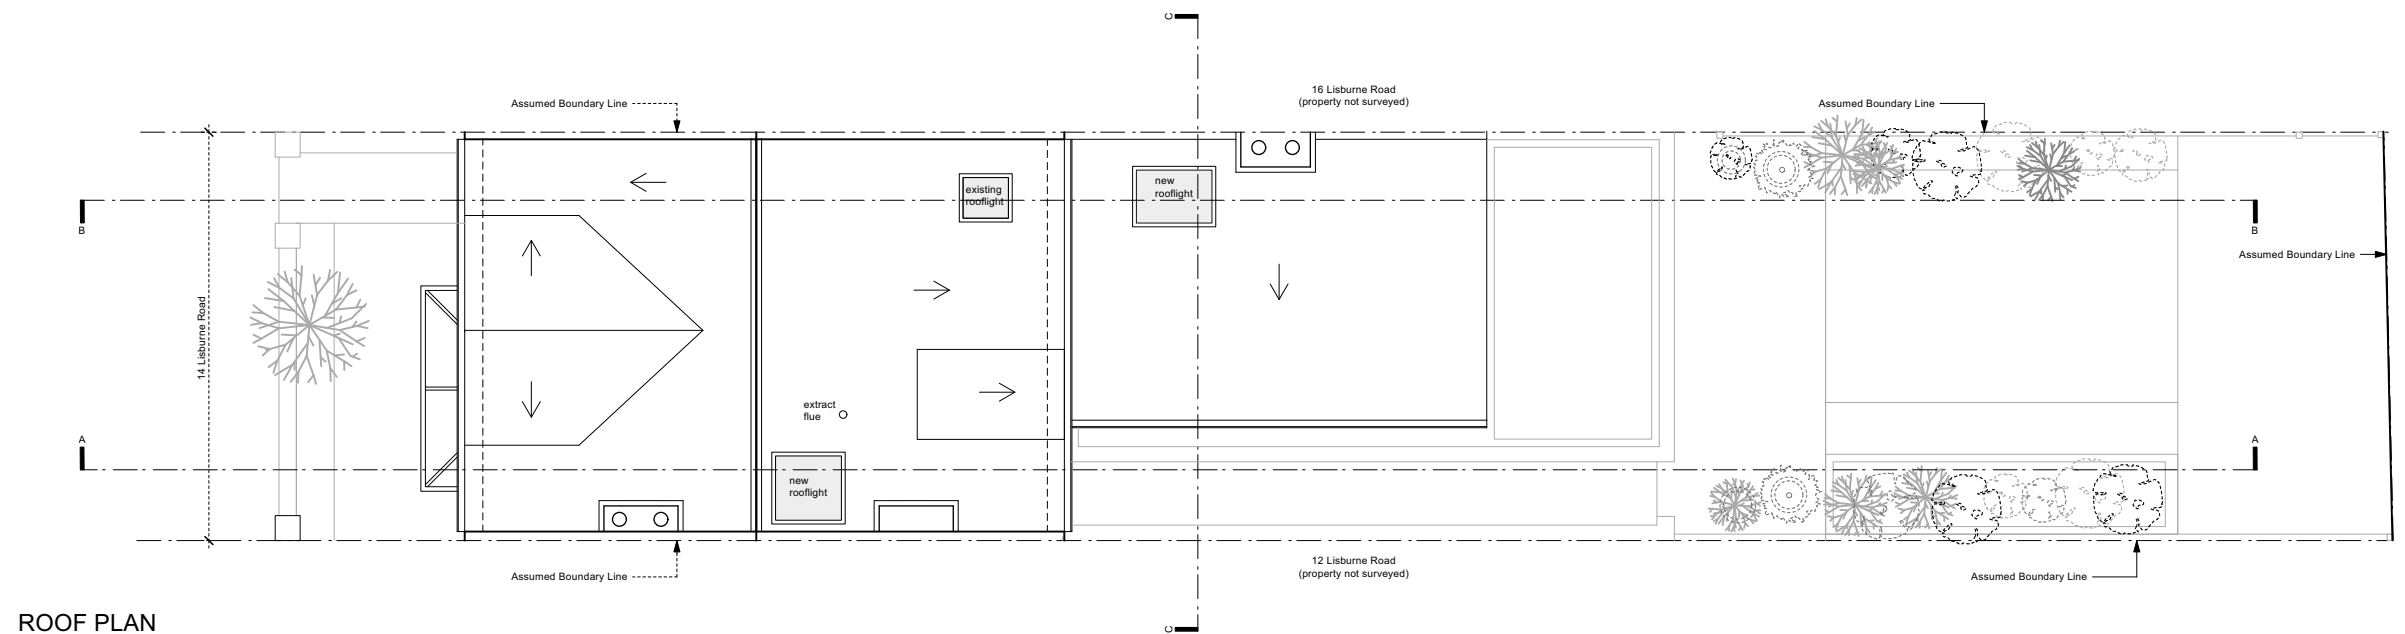 C
16 Lisburne Road
(property not surveyed)
Assumed Boundary Line
Assumed Boundary Line
existing
rooflight
new
rooflight
B
B
Assumed Boundary Line
14 Lisburne Road
extract
flue
A
A
new
rooflight
12 Lisburne Road
(property not surveyed)
Assumed Boundary Line
Assumed Boundary Line
ROOF PLAN
C